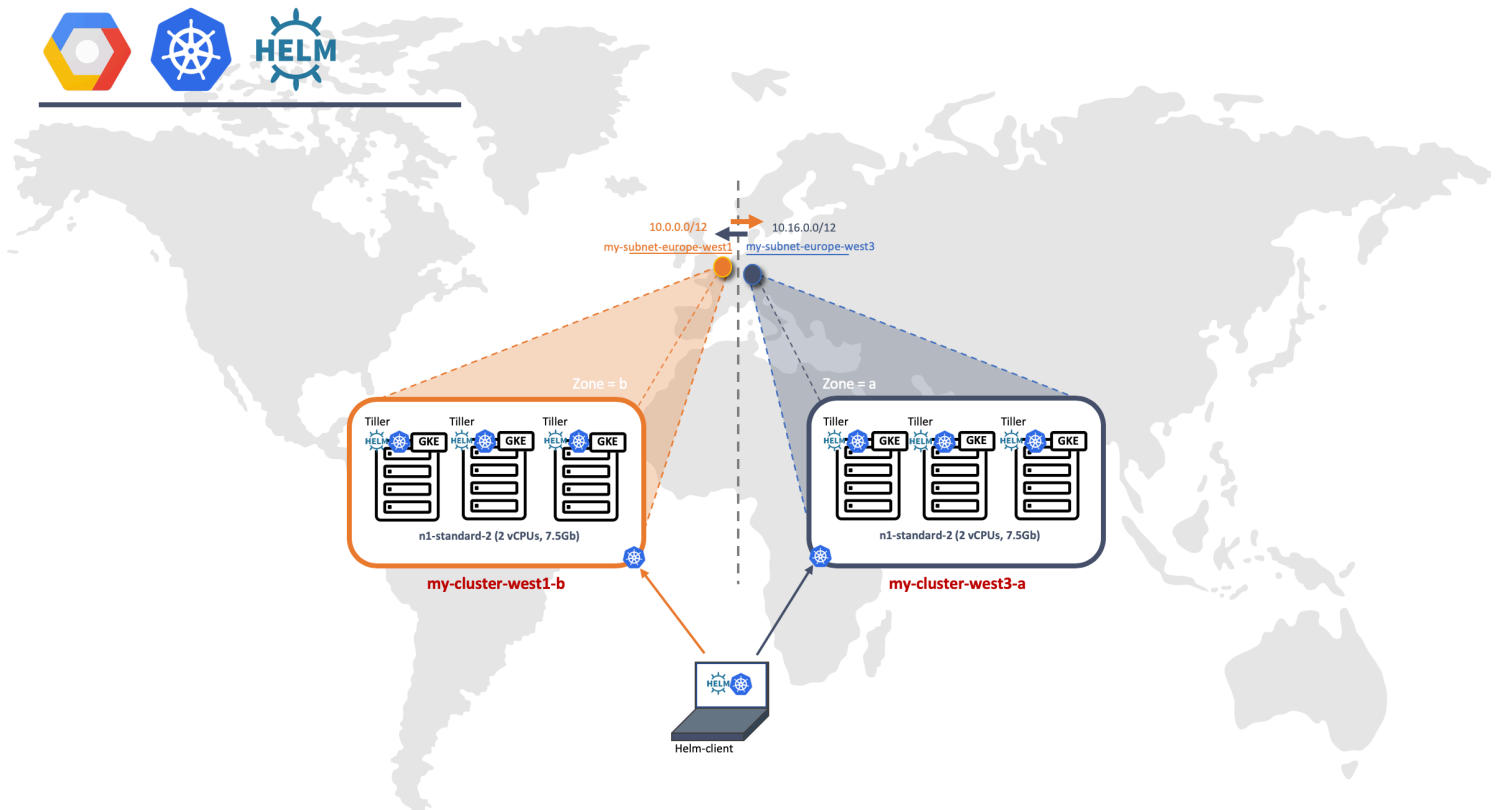 HELM
10.0.0.0/12
10.16.0.0/12
my-subnet-europe-west1
my-subnet-europe-west3
Zone = b
Zone = a
Tiller
Tiller
Tiller
HELM
GKE
HELM
GKE
HELM
GKE
n1-standard-2 (2 vCPUs, 7.5Gb)
my-cluster-west1-b
Tiller
Tiller
Tiller
HELM
GKE
HELM
GKE
HELM
GKE
n1-standard-2 (2 vCPUs, 7.5Gb)
my-cluster-west3-a
HELM
Helm-client